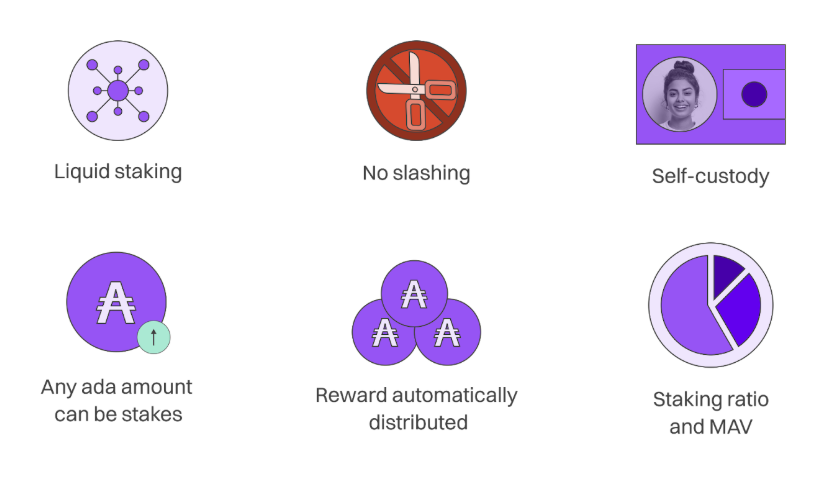 Liquid staking
No slashing
Self-custody
Any ada amount
can be stakes
Reward automatically
distributed
Staking ratio
and MAV